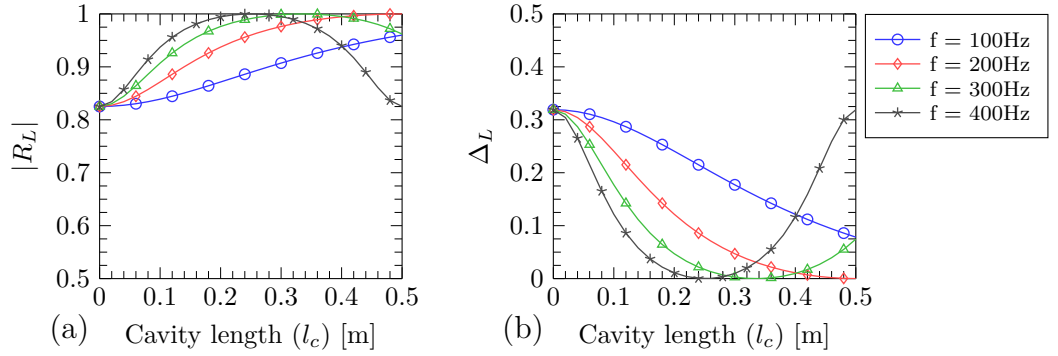 1
0.9
0.8
0.7
0.6
0.5
|R_L|
0 0.1 0.2 0.3 0.4 0.5
(a) Cavity length (l_c) [m]
0.5
0.4
0.3
0.2
0.1
0
Δ_L
0 0.1 0.2 0.3 0.4 0.5
(b) Cavity length (l_c) [m]
f = 100Hz
f = 200Hz
f = 300Hz
f = 400Hz